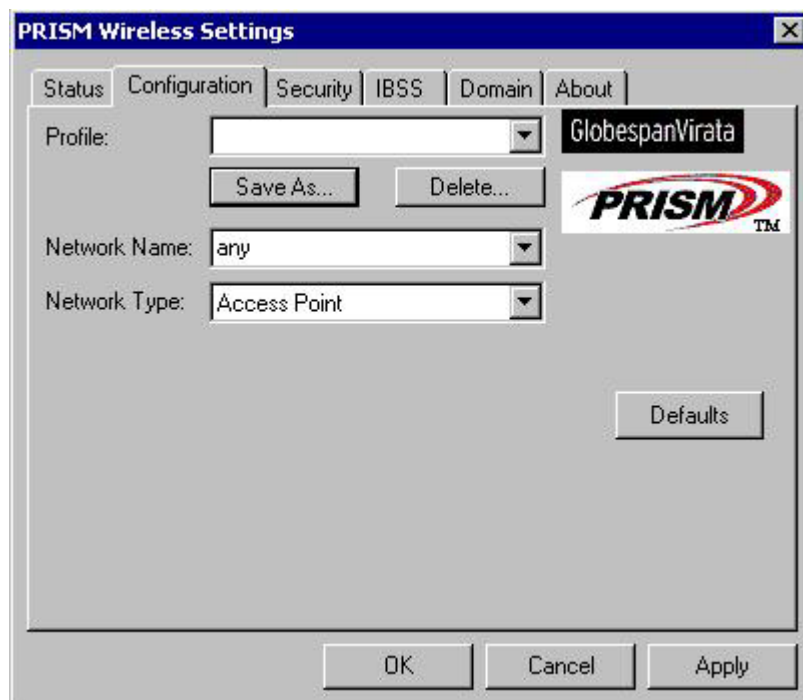 PRISM Wireless Settings
Status Configuration Security IBSS Domain About
Profile:
GlobespanVirata
Save As... Delete...
PRISM TM
Network Name: any
Network Type: Access Point
Defaults
OK Cancel Apply